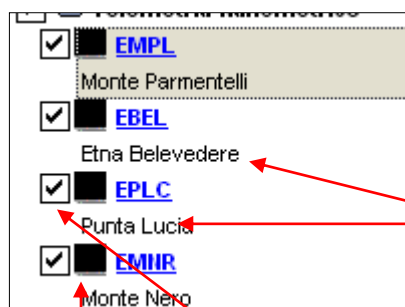 EMPL
Monte Parmentelli
EBEL
Etna Belevedere
EPLC
Punta Lucia
EMNR
Monte Nero